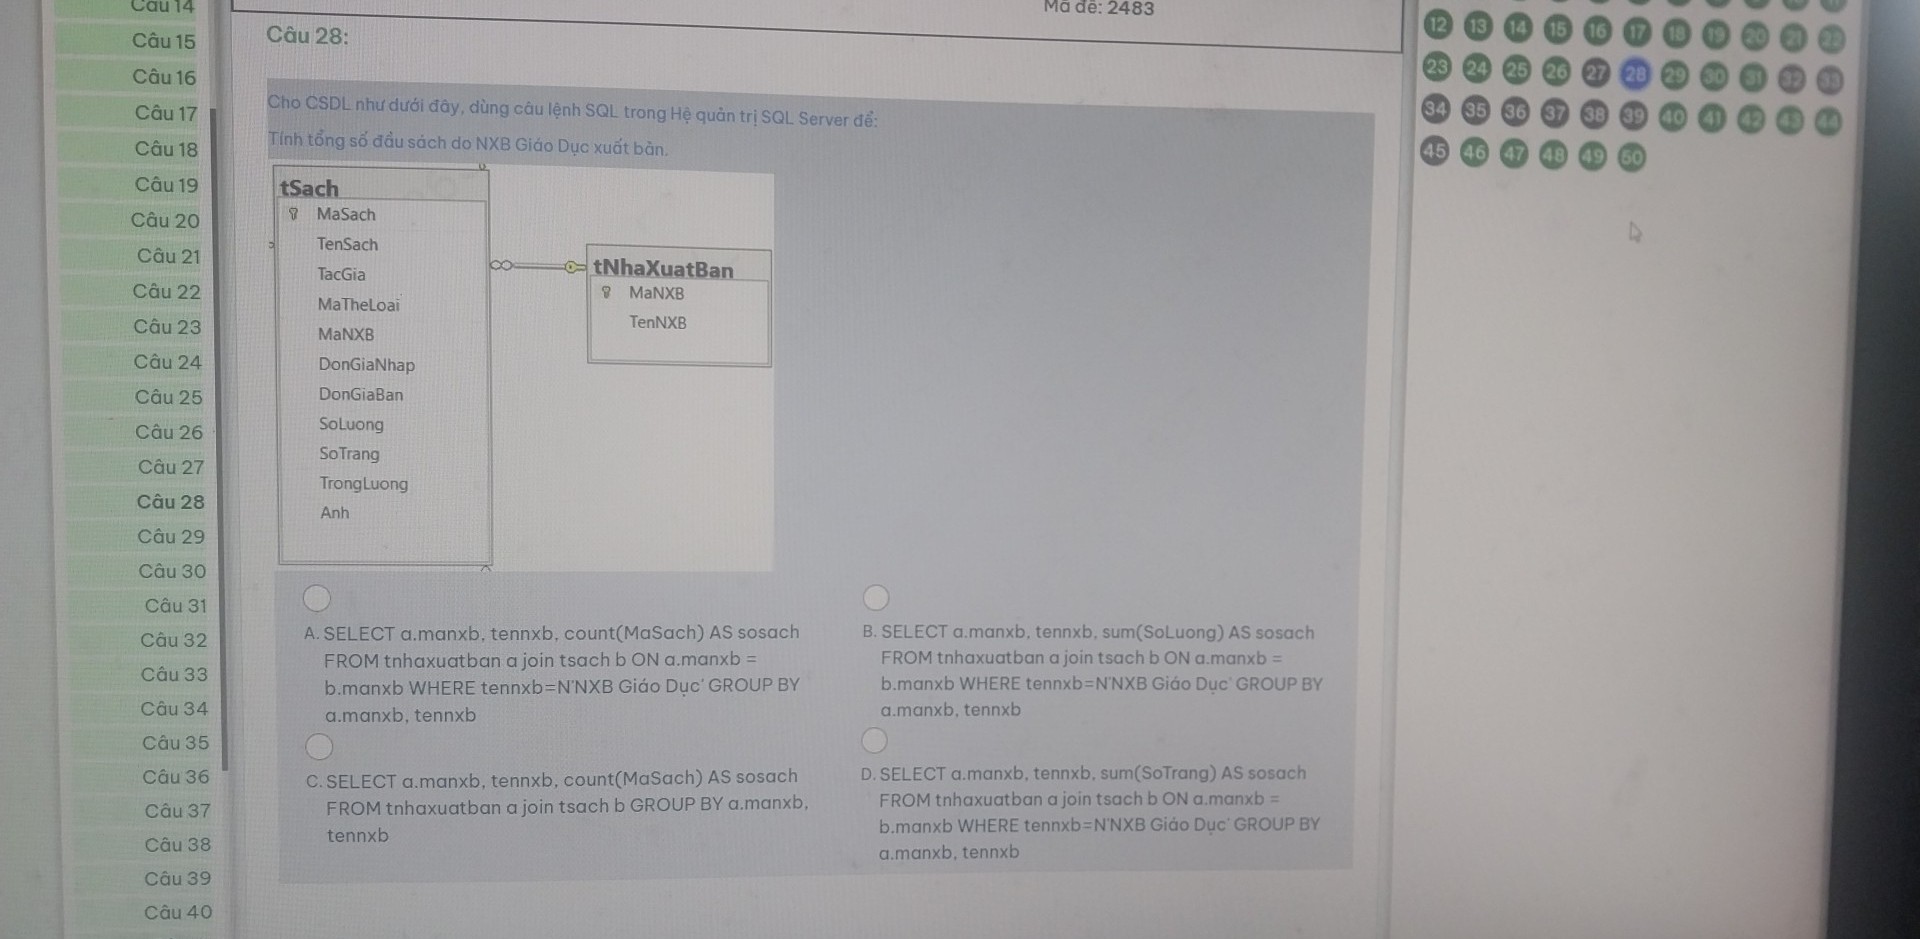 Câu 14
Câu 15
Câu 16
Câu 17
Câu 18
Câu 19
Câu 20
Câu 21
Câu 22
Câu 23
Câu 24
Câu 25
Câu 26
Câu 27
Câu 28
Câu 29
Câu 30
Câu 31
Câu 32
Câu 33
Câu 34
Câu 35
Câu 36
Câu 37
Câu 38
Câu 39
Câu 40
Mã đề: 2483
Câu 28:
Cho CSDL như dưới đây, dùng câu lệnh SQL trong Hệ quản trị SQL Server để:
Tính tổng số đầu sách do NXB Giáo Dục xuất bản.
tSach
MaSach
TenSach
TacGia
MaTheLoai
MaNXB
DonGiaNhap
DonGiaBan
SoLuong
SoTrang
TrongLuong
Anh
tNhaXuatBan
MaNXB
TenNXB
A. SELECT a.manxb, tennxb, count(MaSach) AS sosach
FROM tnhaxuatban a join tsach b ON a.manxb =
b.manxb WHERE tennxb=N'NXB Giáo Dục' GROUP BY
a.manxb, tennxb
B. SELECT a.manxb, tennxb, sum(SoLuong) AS sosach
FROM tnhaxuatban a join tsach b ON a.manxb =
b.manxb WHERE tennxb=N'NXB Giáo Dục' GROUP BY
a.manxb, tennxb
C. SELECT a.manxb, tennxb, count(MaSach) AS sosach
FROM tnhaxuatban a join tsach b GROUP BY a.manxb,
tennxb
D. SELECT a.manxb, tennxb, sum(SoTrang) AS sosach
FROM tnhaxuatban a join tsach b ON a.manxb =
b.manxb WHERE tennxb=N'NXB Giáo Dục' GROUP BY
a.manxb, tennxb
12 13 14 15 16 17 18 19 20 21 22
23 24 25 26 27 28 29 30 31 32 33
34 35 36 37 38 39 40 41 42 43 44
45 46 47 48 49 50